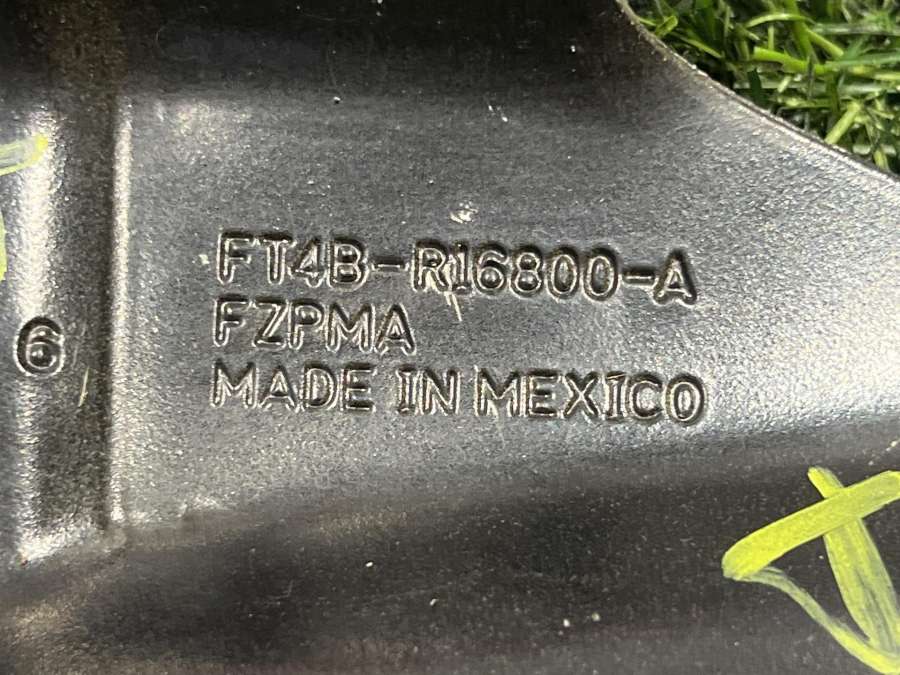 FT4B-R16800-A
FZPMA
MADE IN MEXICO
6